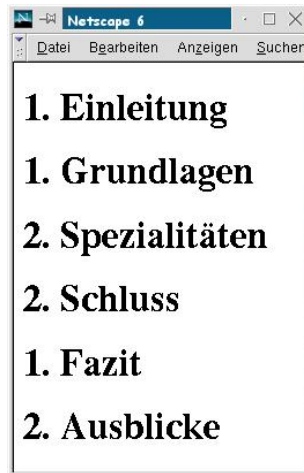 Netscape 6
Datei Bearbeiten Anzeigen Suchen
1. Einleitung
1. Grundlagen
2. Spezialitäten
2. Schluss
1. Fazit
2. Ausblicke